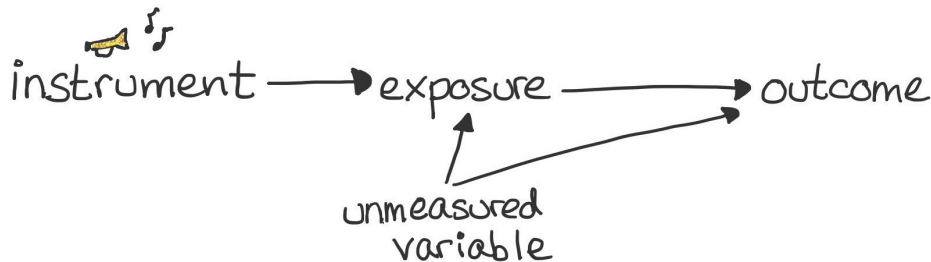 instrument
exposure
outcome
unmeasured
variable